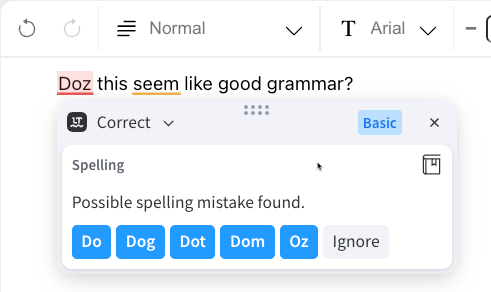 Normal
T Arial
Doz this seem like good grammar?
LT Correct Basic
Spelling
Possible spelling mistake found.
Do Dog Dot Dom Oz Ignore